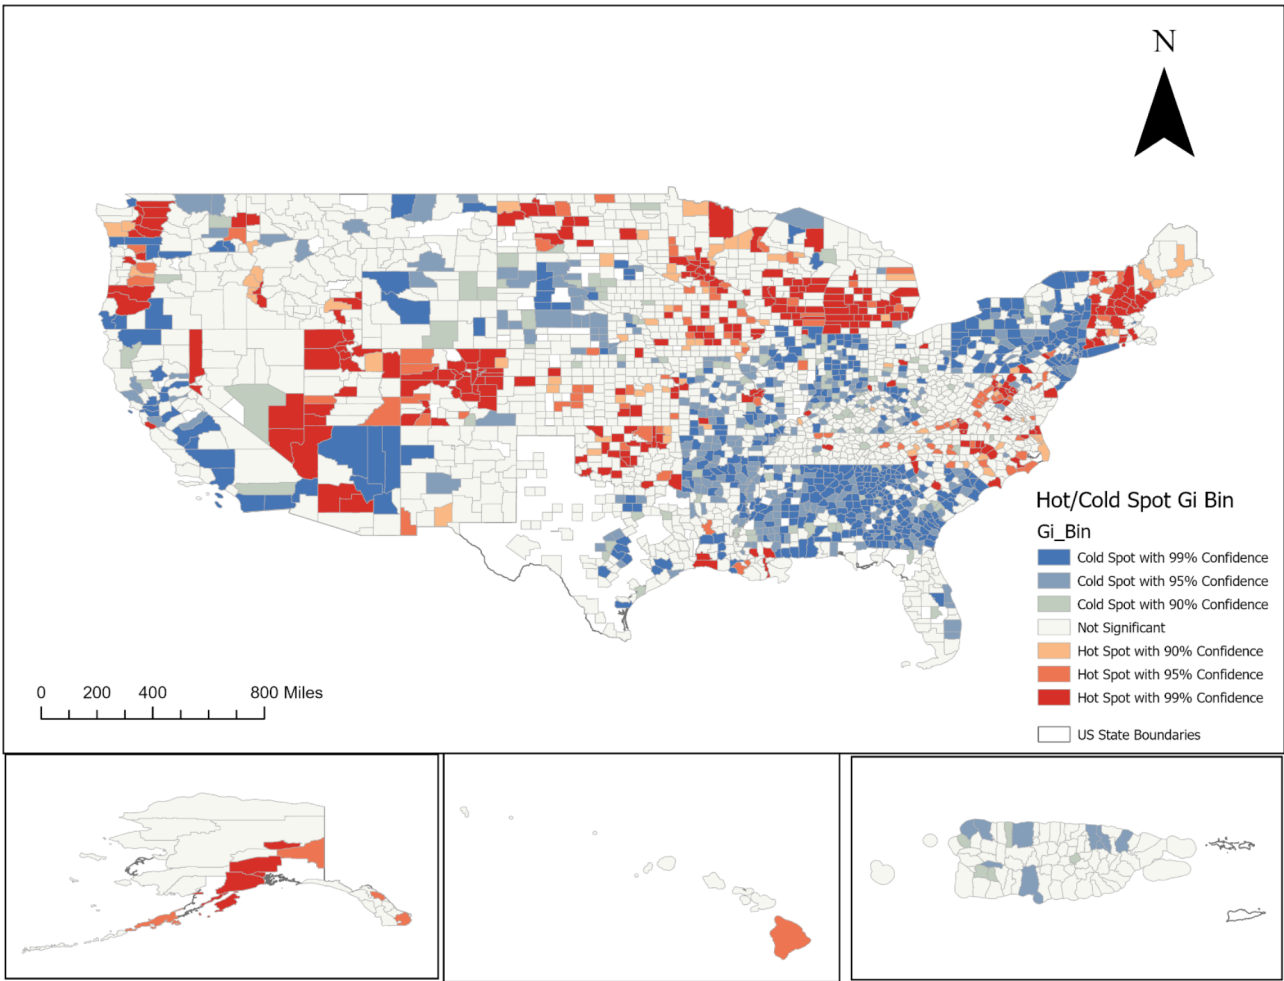 N
Hot/Cold Spot Gi Bin
Gi_Bin
Cold Spot with 99% Confidence
Cold Spot with 95% Confidence
Cold Spot with 90% Confidence
Not Significant
Hot Spot with 90% Confidence
Hot Spot with 95% Confidence
Hot Spot with 99% Confidence
US State Boundaries
0 200 400 800 Miles